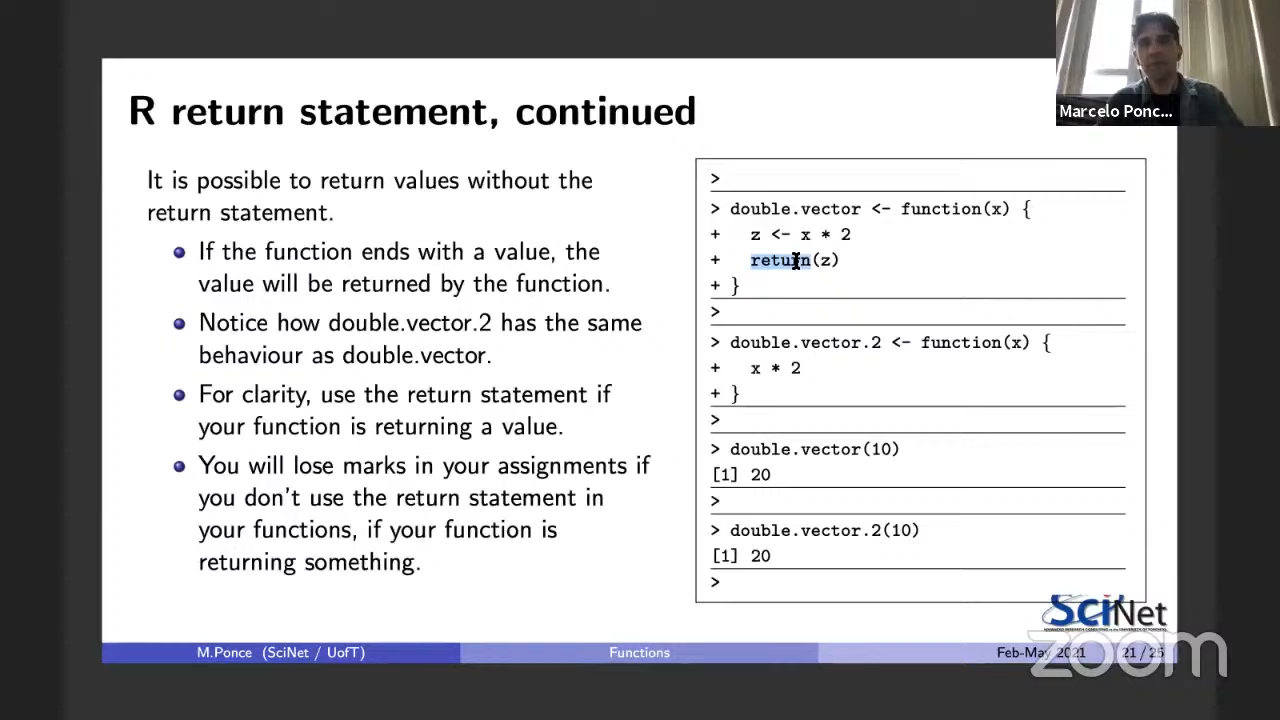 R return statement, continued
Marcelo Ponc...
It is possible to return values without the
return statement.
If the function ends with a value, the
value will be returned by the function.
Notice how double.vector.2 has the same
behaviour as double.vector.
For clarity, use the return statement if
your function is returning a value.
You will lose marks in your assignments if
you don't use the return statement in
your functions, if your function is
returning something.
>
> double.vector <- function(x) {
+ z <- x * 2
+ return(z)
+ }
>
> double.vector.2 <- function(x) {
+ x * 2
+ }
>
> double.vector(10)
[1] 20
>
> double.vector.2(10)
[1] 20
>
SciNet
M.Ponce (SciNet / UofT)
Functions
Feb-May 2021
21 / 25
zoom